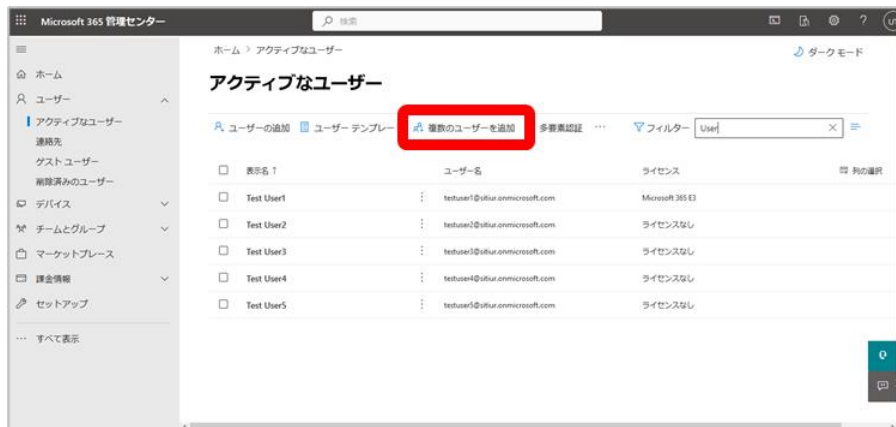 Microsoft 365 管理センター
検索
?
ホーム > アクティブなユーザー
ダーク モード
ホーム
ユーザー
アクティブなユーザー
連絡先
ゲスト ユーザー
削除済みのユーザー
デバイス
チームとグループ
マーケットプレース
課金情報
セットアップ
… すべて表示
アクティブなユーザー
ユーザーの追加 ユーザー テンプレー 複数のユーザーを追加 多要素認証 … フィルター User
表示名 ↑ ユーザー名 ライセンス 列の選択
Test User1 testuser1@sitiur.onmicrosoft.com Microsoft 365 E3
Test User2 testuser2@sitiur.onmicrosoft.com ライセンスなし
Test User3 testuser3@sitiur.onmicrosoft.com ライセンスなし
Test User4 testuser4@sitiur.onmicrosoft.com ライセンスなし
Test User5 testuser5@sitiur.onmicrosoft.com ライセンスなし